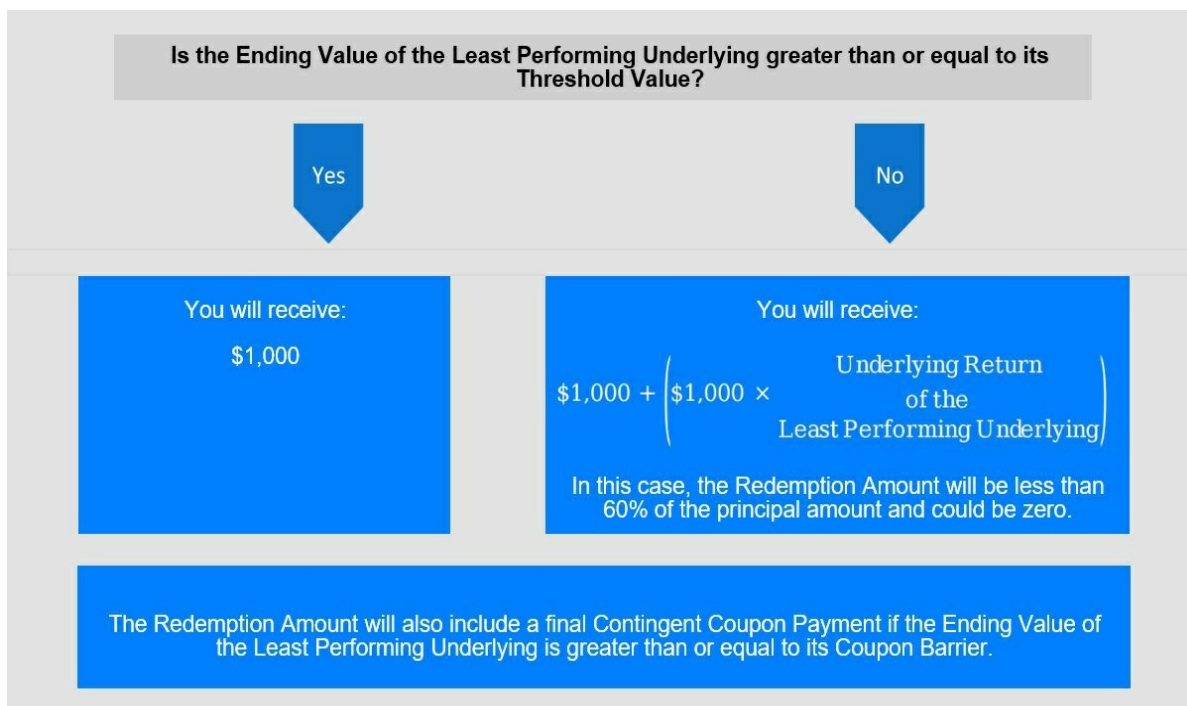 Is the Ending Value of the Least Performing Underlying greater than or equal to its
Threshold Value?
Yes
No
You will receive:
$1,000
You will receive:
$1,000 + ($1,000 × Underlying Return
of the
Least Performing Underlying)
In this case, the Redemption Amount will be less than
60% of the principal amount and could be zero.
The Redemption Amount will also include a final Contingent Coupon Payment if the Ending Value of
the Least Performing Underlying is greater than or equal to its Coupon Barrier.